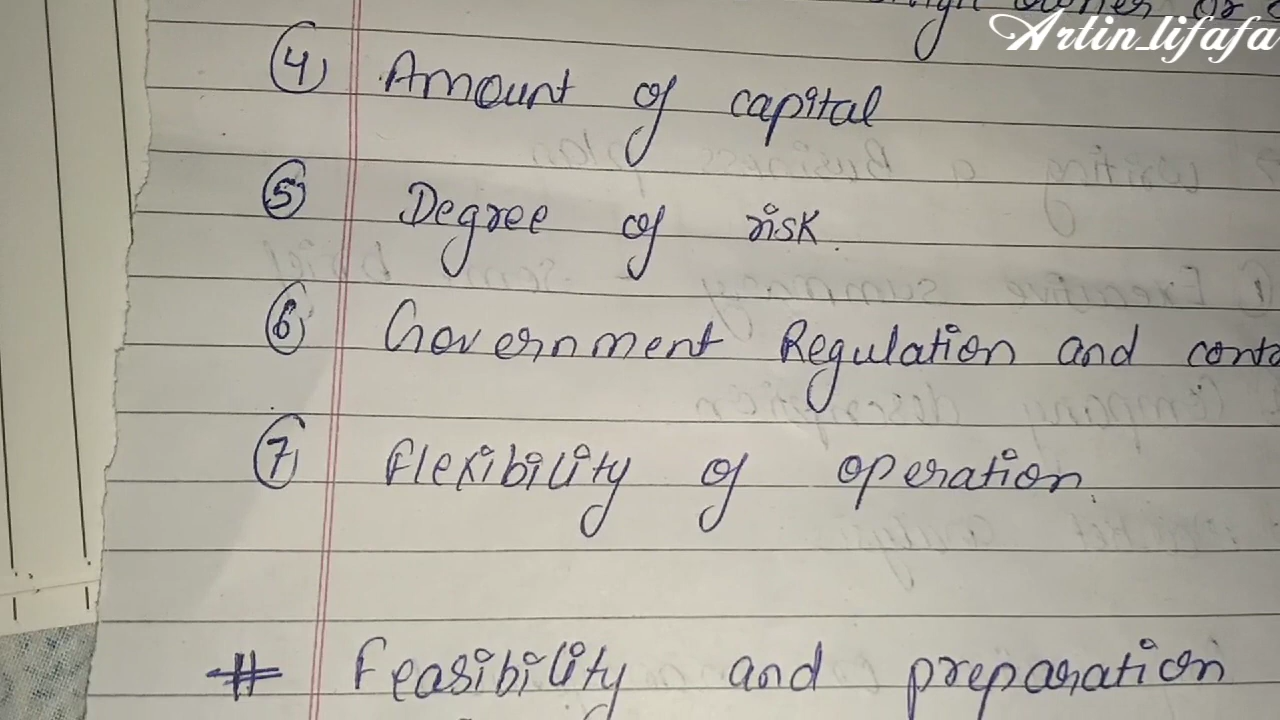 Artin_lifafa
(4) Amount of capital
(5) Degree of risk.
(6) Government Regulation and
(7) Flexibility of operation.
# Feasibility and preparation